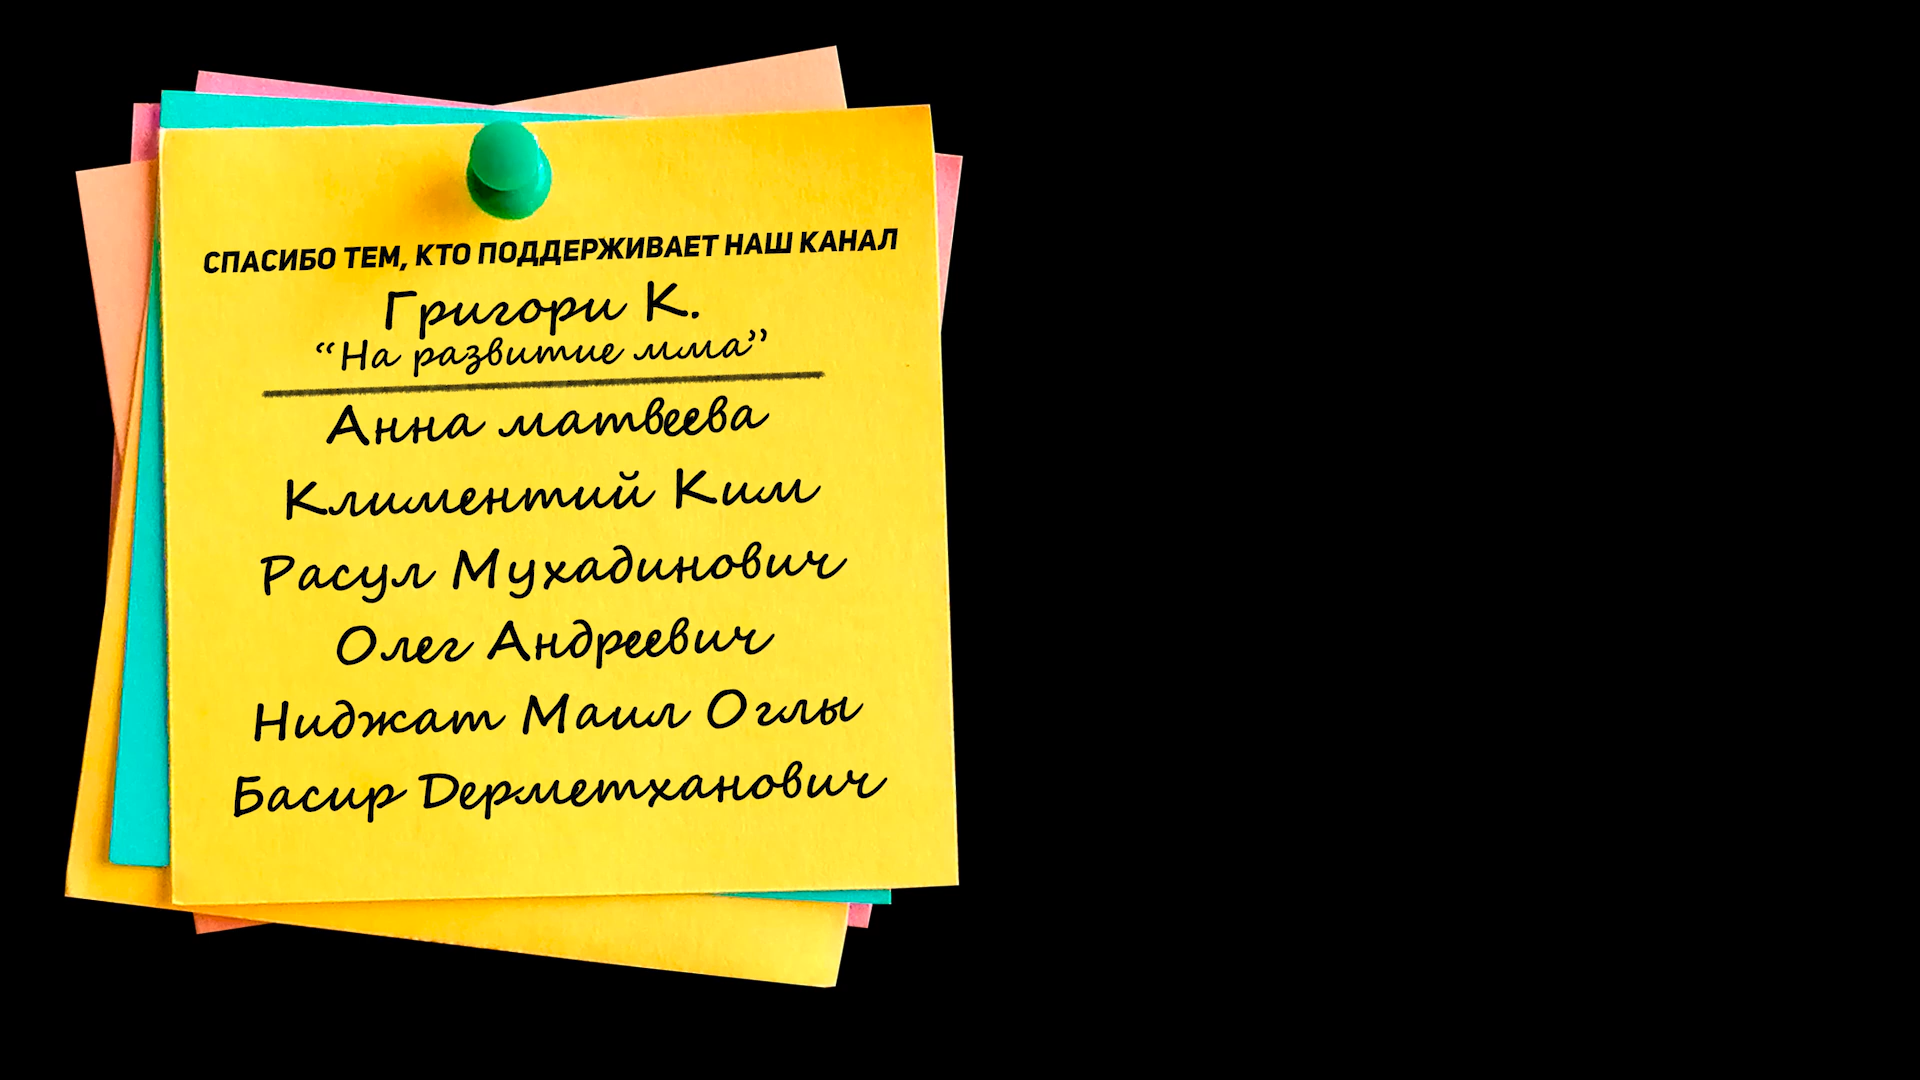 СПАСИБО ТЕМ, КТО ПОДДЕРЖИВАЕТ НАШ КАНАЛ
Григори К.
“На развитие мма”
Анна матвеева
Климентий Ким
Расул Мухадинович
Олег Андреевич
Ниджат Маил Оглы
Басир Дерметханович